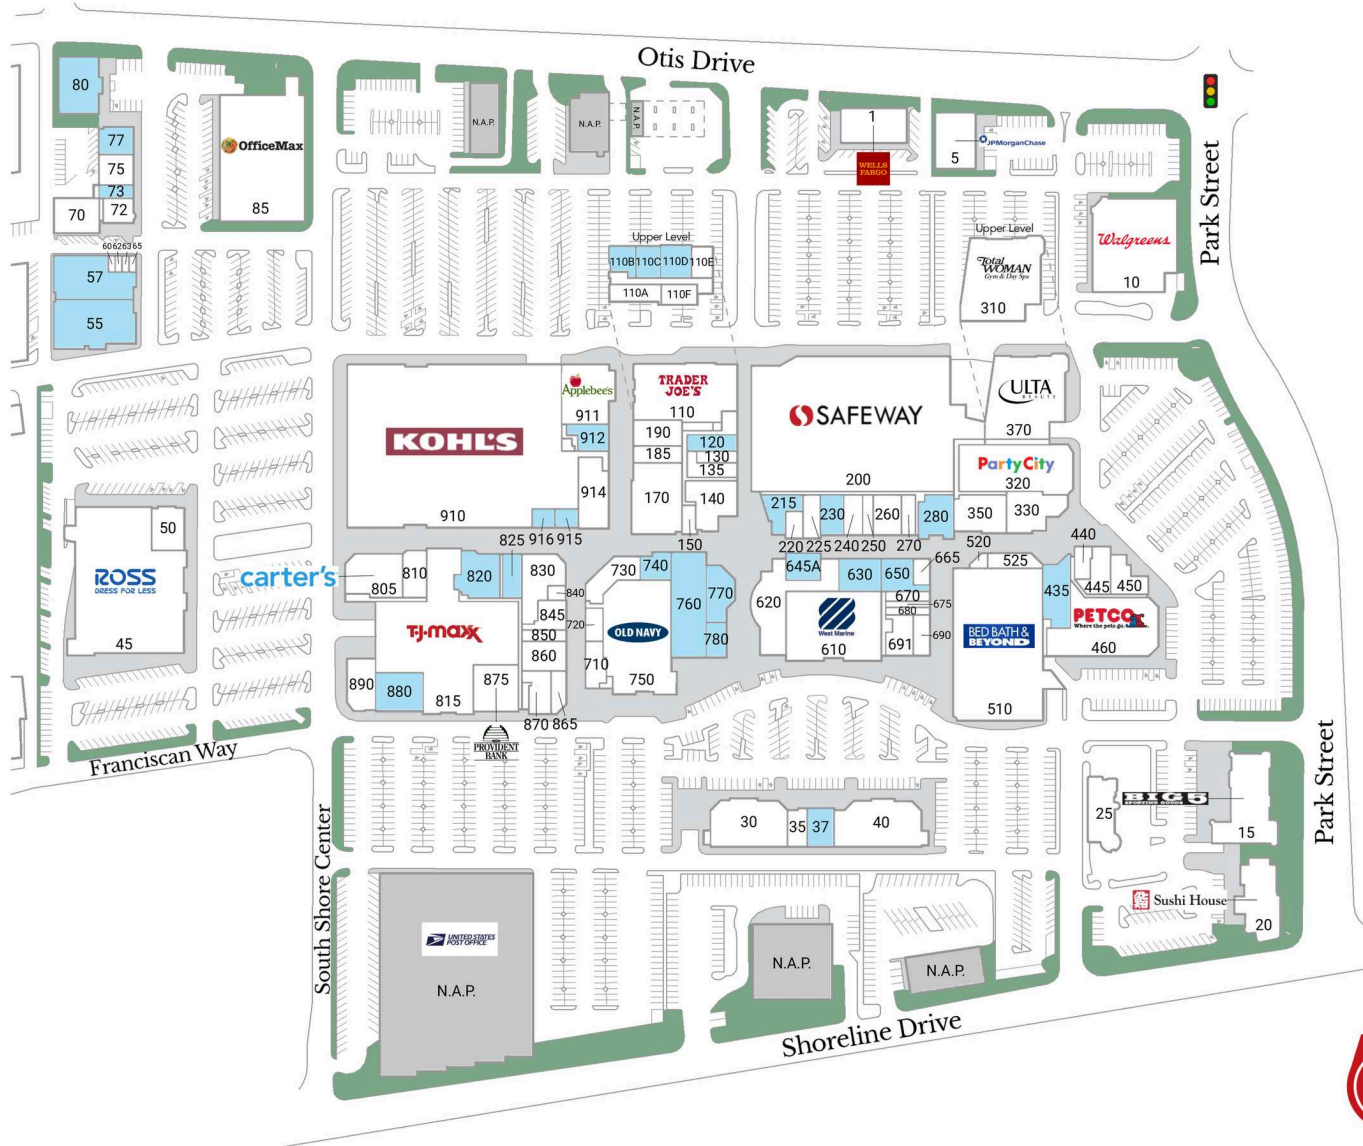 Otis Drive
Park Street
80
77
75
73
72
70
60
62
63
65
57
55
OfficeMax
85
N.A.P.
N.A.P.
N.A.P.
1
WELLS
FARGO
5
JPMorganChase
Walgreens
10
Upper Level
110B
110C
110D
110E
110A
110F
Upper Level
Total
WOMAN
Gym & Day Spa
310
KOHL'S
910
Applebee's
911
912
914
916
915
TRADER
JOE'S
110
190
185
170
120
130
135
140
150
SAFEWAY
200
215
220
225
230
240
250
260
270
280
ULTA
BEAUTY
370
Party City
320
350
330
50
ROSS
DRESS FOR LESS
45
carter's
805
810
820
825
830
840
845
850
860
865
870
875
T.J.maxx
815
880
890
PROVIDENT
BANK
730
740
720
710
OLD NAVY
750
760
770
780
620
645A
630
650
665
670
675
680
690
691
West Marine
610
520
525
BED BATH &
BEYOND
510
435
440
445
450
PETCO
Where the pets go.
460
Franciscan Way
South Shore Center
30
35
37
40
25
BIG 5
SPORTING GOODS
15
Sushi House
20
Park Street
UNITED STATES
POST OFFICE
N.A.P.
N.A.P.
N.A.P.
Shoreline Drive